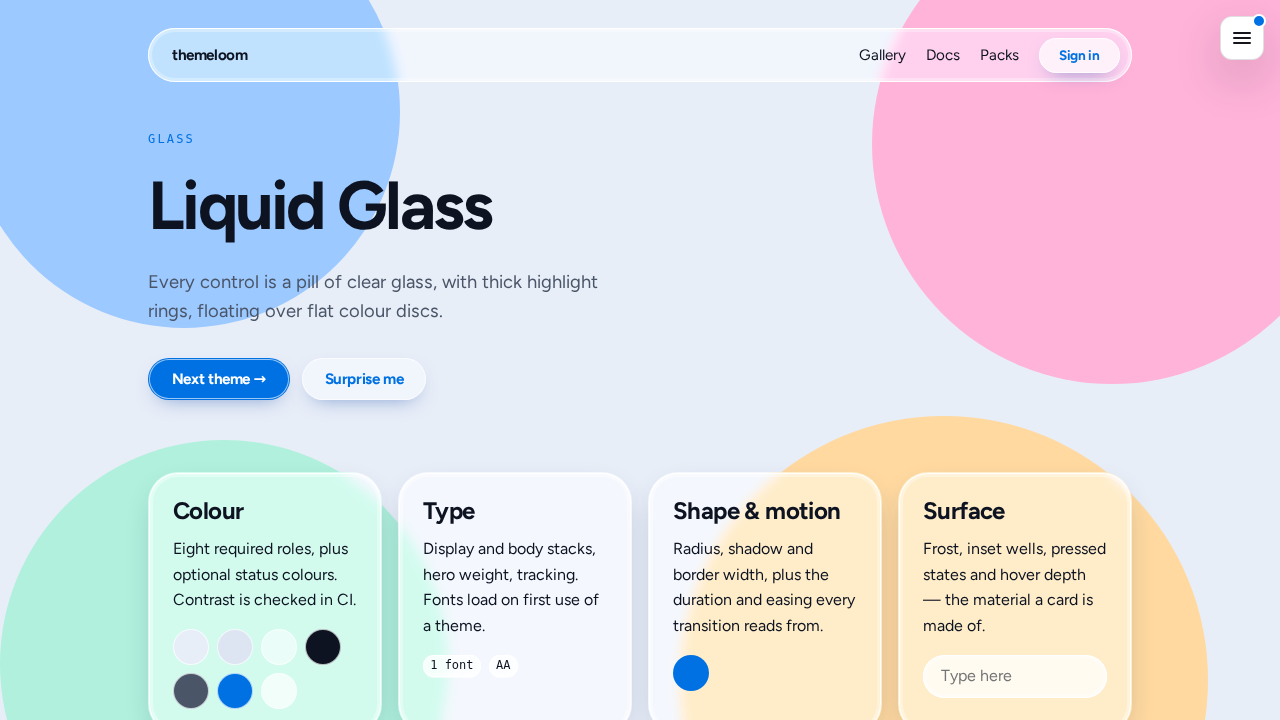 themeloom
Gallery Docs Packs Sign in
GLASS
Liquid Glass
Every control is a pill of clear glass, with thick highlight
rings, floating over flat colour discs.
Next theme → Surprise me
Colour
Eight required roles, plus
optional status colours.
Contrast is checked in CI.
Type
Display and body stacks,
hero weight, tracking.
Fonts load on first use of
a theme.
1 font AA
Shape & motion
Radius, shadow and
border width, plus the
duration and easing every
transition reads from.
Surface
Frost, inset wells, pressed
states and hover depth
— the material a card is
made of.
Type here